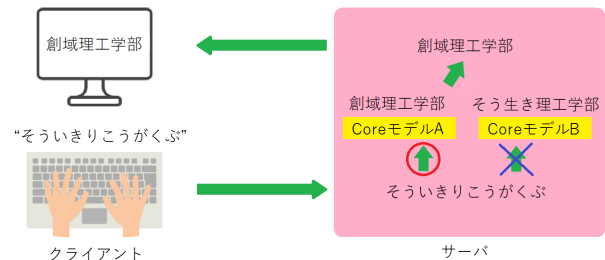 創域理工学部
“そういきりこうがくぶ”
クライアント
創域理工学部
創域理工学部
そう生き理工学部
CoreモデルA
CoreモデルB
そういきりこうがくぶ
サーバ